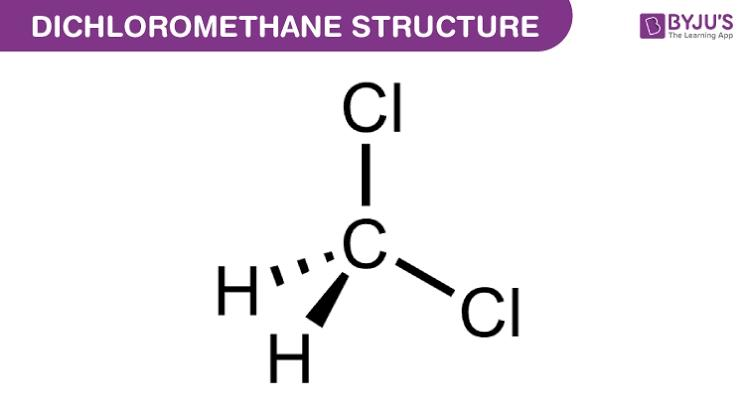 DICHLOROMETHANE STRUCTURE
BYJU'S
The Learning App
Cl
C
H
Cl
H